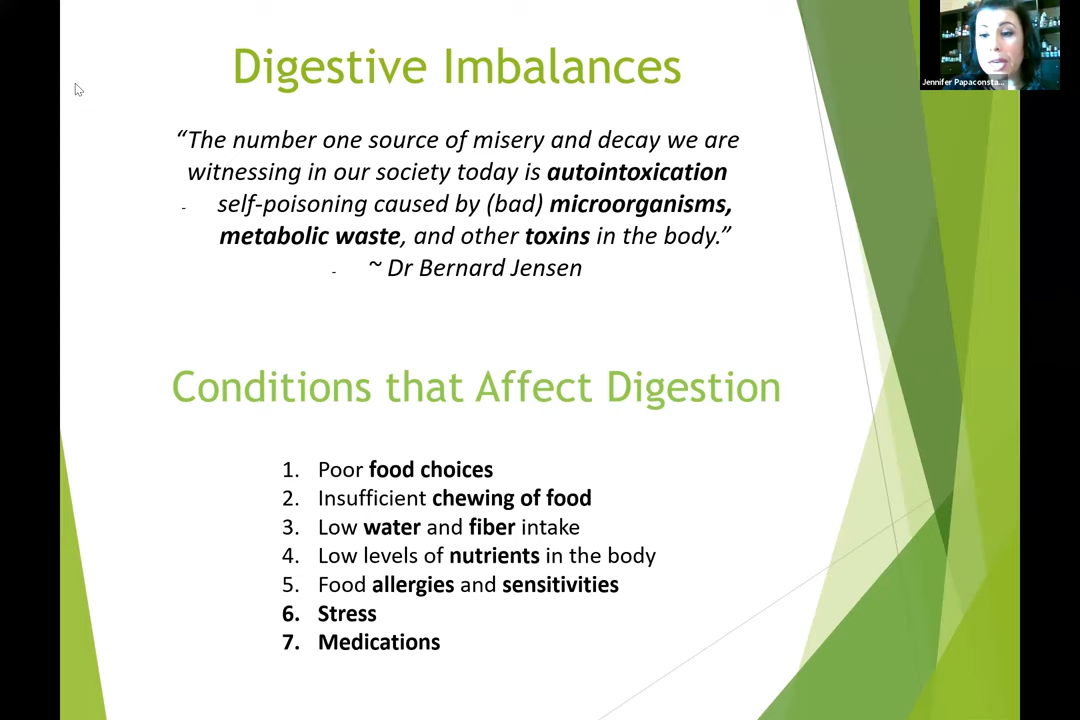 Digestive Imbalances
“The number one source of misery and decay we are
witnessing in our society today is autointoxication
- self-poisoning caused by (bad) microorganisms,
metabolic waste, and other toxins in the body.”
- ~ Dr Bernard Jensen
Conditions that Affect Digestion
1. Poor food choices
2. Insufficient chewing of food
3. Low water and fiber intake
4. Low levels of nutrients in the body
5. Food allergies and sensitivities
6. Stress
7. Medications
Jennifer Papaconsta...